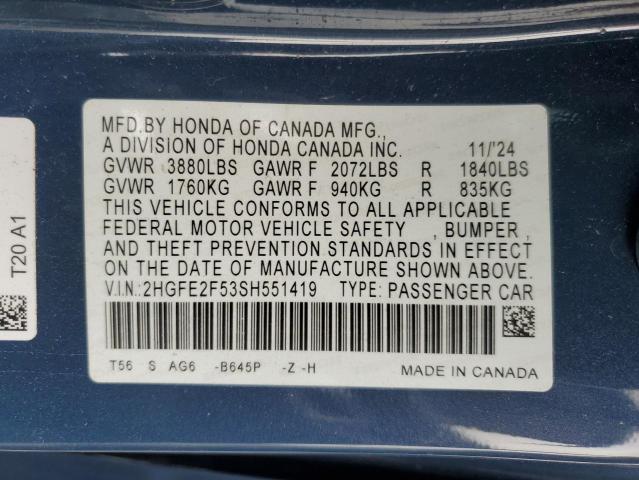 MFD.BY HONDA OF CANADA MFG.,
A DIVISION OF HONDA CANADA INC. 11/'24
GVWR 3880LBS GAWR F 2072LBS R 1840LBS
GVWR 1760KG GAWR F 940KG R 835KG
THIS VEHICLE CONFORMS TO ALL APPLICABLE
FEDERAL MOTOR VEHICLE SAFETY , BUMPER ,
AND THEFT PREVENTION STANDARDS IN EFFECT
ON THE DATE OF MANUFACTURE SHOWN ABOVE.
V.I.N.:2HGFE2F53SH551419 TYPE: PASSENGER CAR
T56 S AG6 -B645P -Z -H
MADE IN CANADA
T20 A1